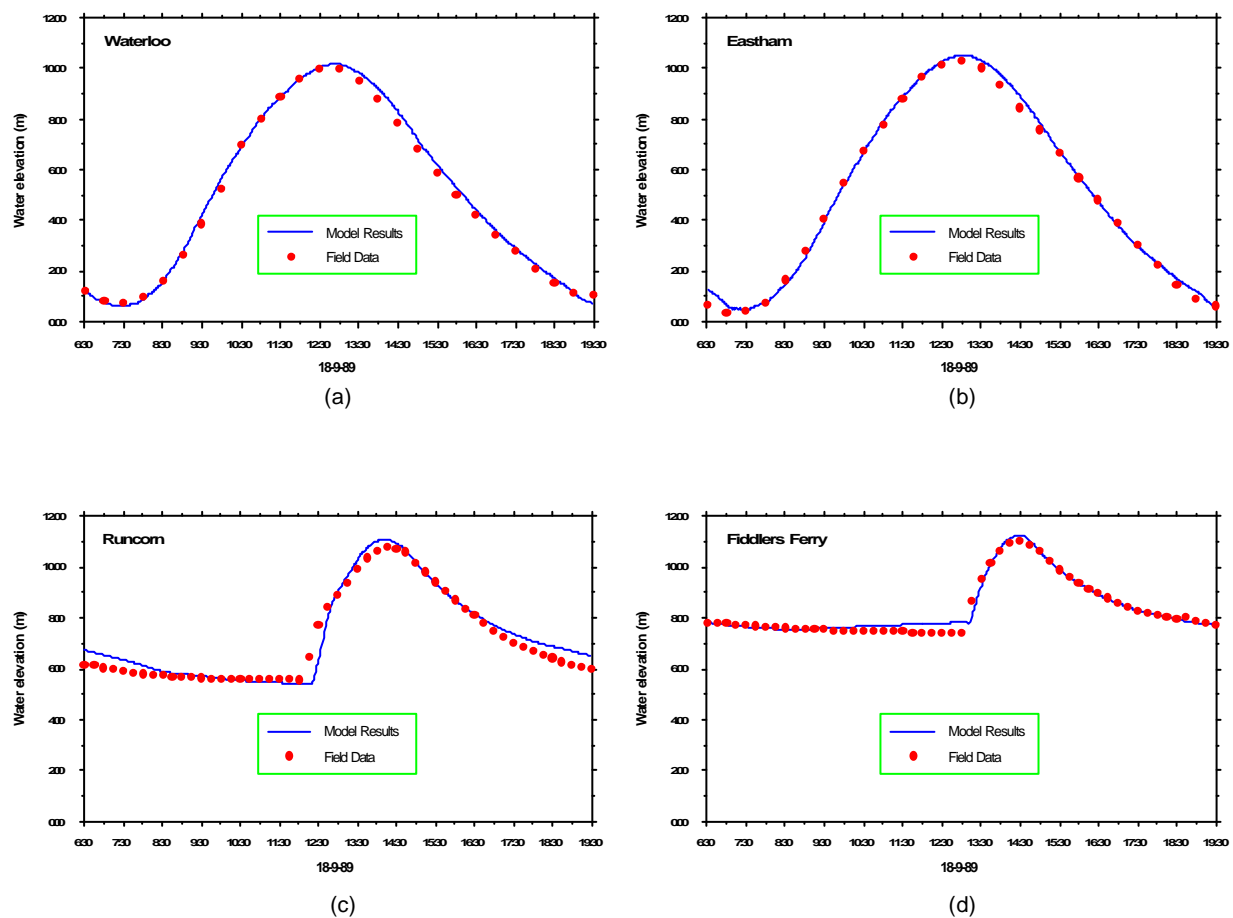 Waterloo
Water elevation (m)
1200
1000
800
600
400
200
000
Model Results
Field Data
630 730 830 930 1030 1130 1230 1330 1430 1530 1630 1730 1830 1930
18-9-89
(a)
Eastham
Water elevation (m)
1200
1000
800
600
400
200
000
Model Results
Field Data
630 730 830 930 1030 1130 1230 1330 1430 1530 1630 1730 1830 1930
18-9-89
(b)
Runcorn
Water elevation (m)
1200
1000
800
600
400
200
000
Model Results
Field Data
630 730 830 930 1030 1130 1230 1330 1430 1530 1630 1730 1830 1930
18-9-89
(c)
Fiddlers Ferry
Water elevation (m)
1200
1000
800
600
400
200
000
Model Results
Field Data
630 730 830 930 1030 1130 1230 1330 1430 1530 1630 1730 1830 1930
18-9-89
(d)